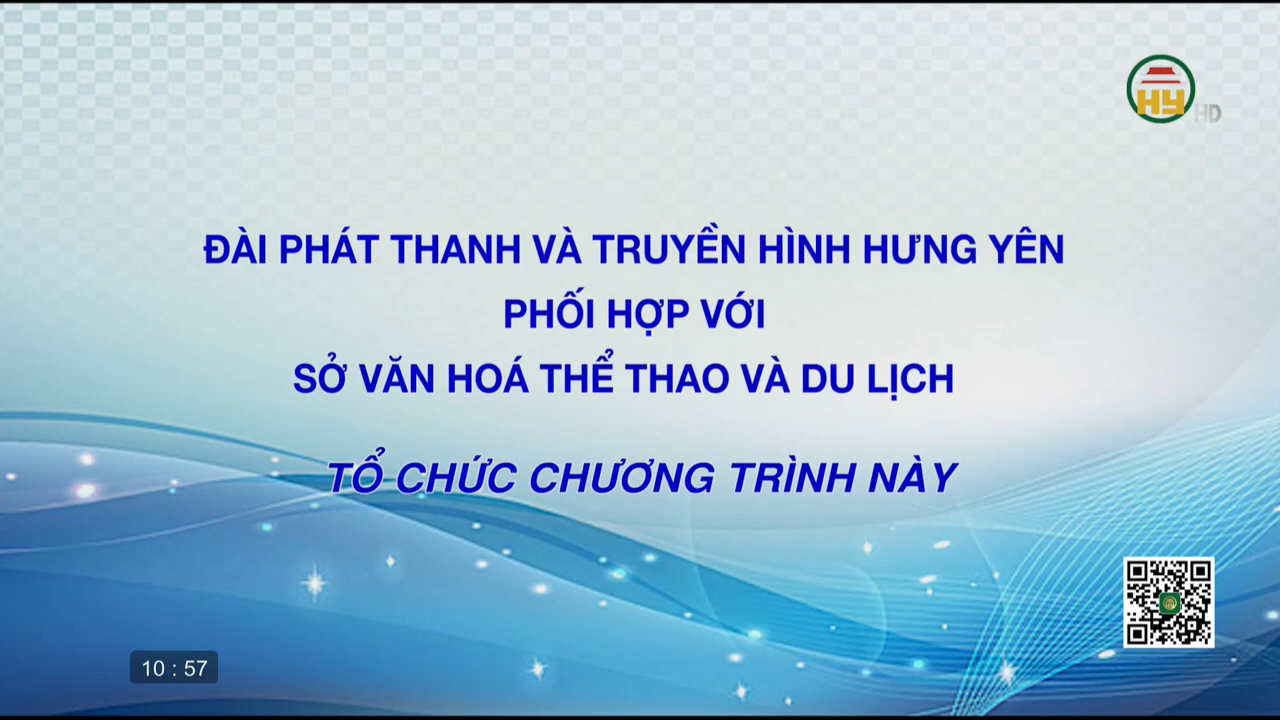 HY HD
ĐÀI PHÁT THANH VÀ TRUYỀN HÌNH HƯNG YÊN
PHỐI HỢP VỚI
SỞ VĂN HOÁ THỂ THAO VÀ DU LỊCH
TỔ CHỨC CHƯƠNG TRÌNH NÀY
10 : 57